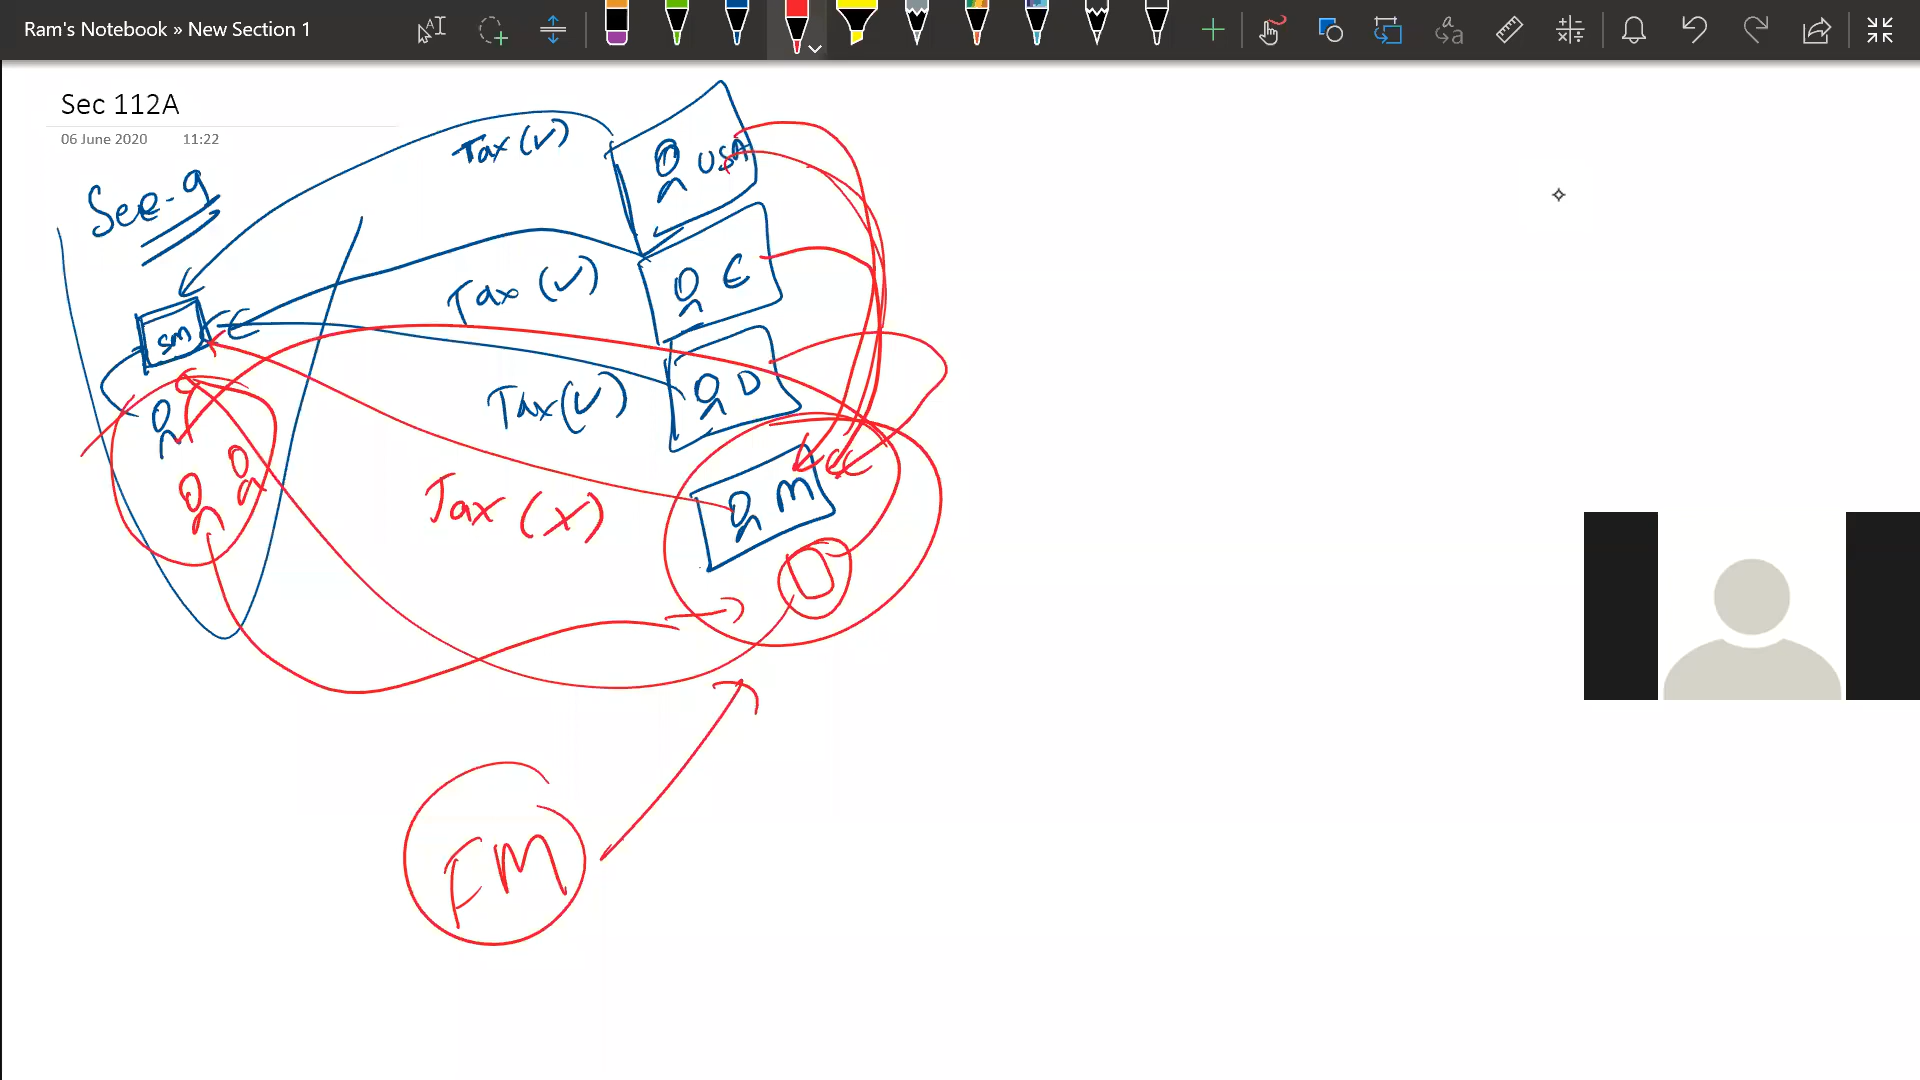 Ram's Notebook » New Section 1
Sec 112A
06 June 2020 11:22
Tax (✓)
USA
See-9
Tax (✓)
E
sm
Tax (✓)
D
Tax (x)
M
FM